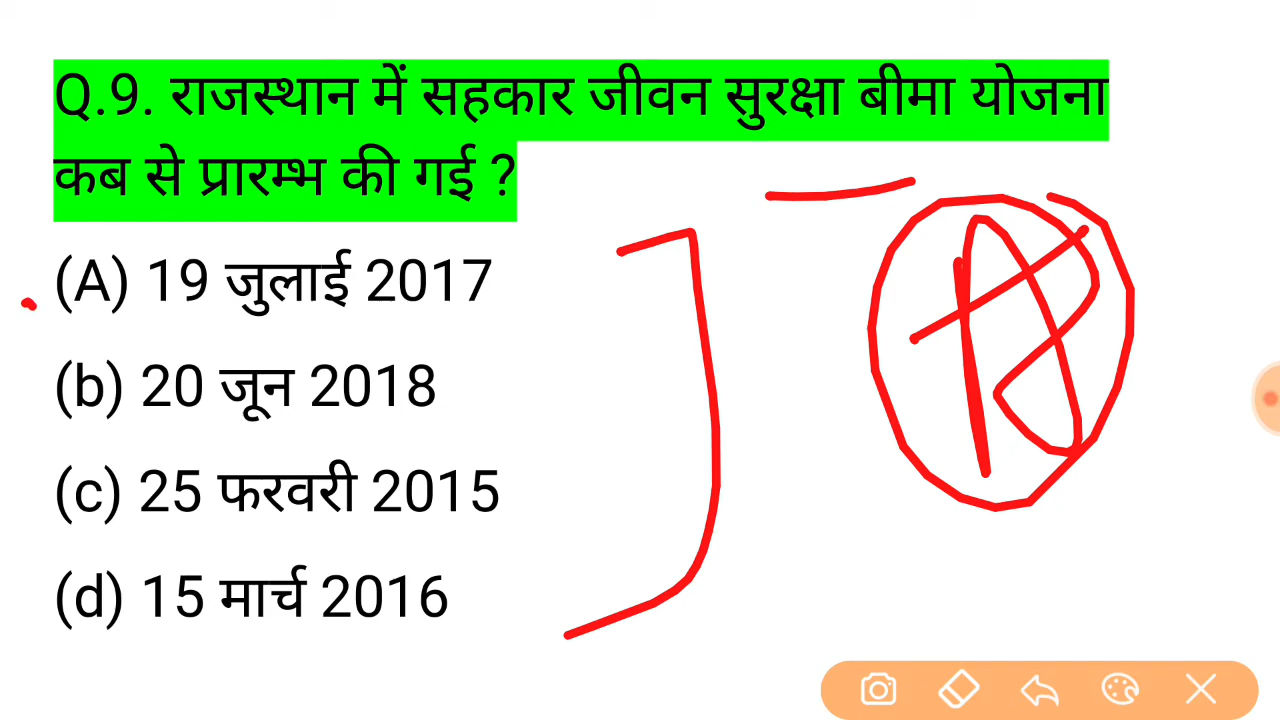 Q.9. राजस्थान में सहकार जीवन सुरक्षा बीमा योजना
कब से प्रारम्भ की गई ?
(A) 19 जुलाई 2017
(b) 20 जून 2018
(c) 25 फरवरी 2015
(d) 15 मार्च 2016